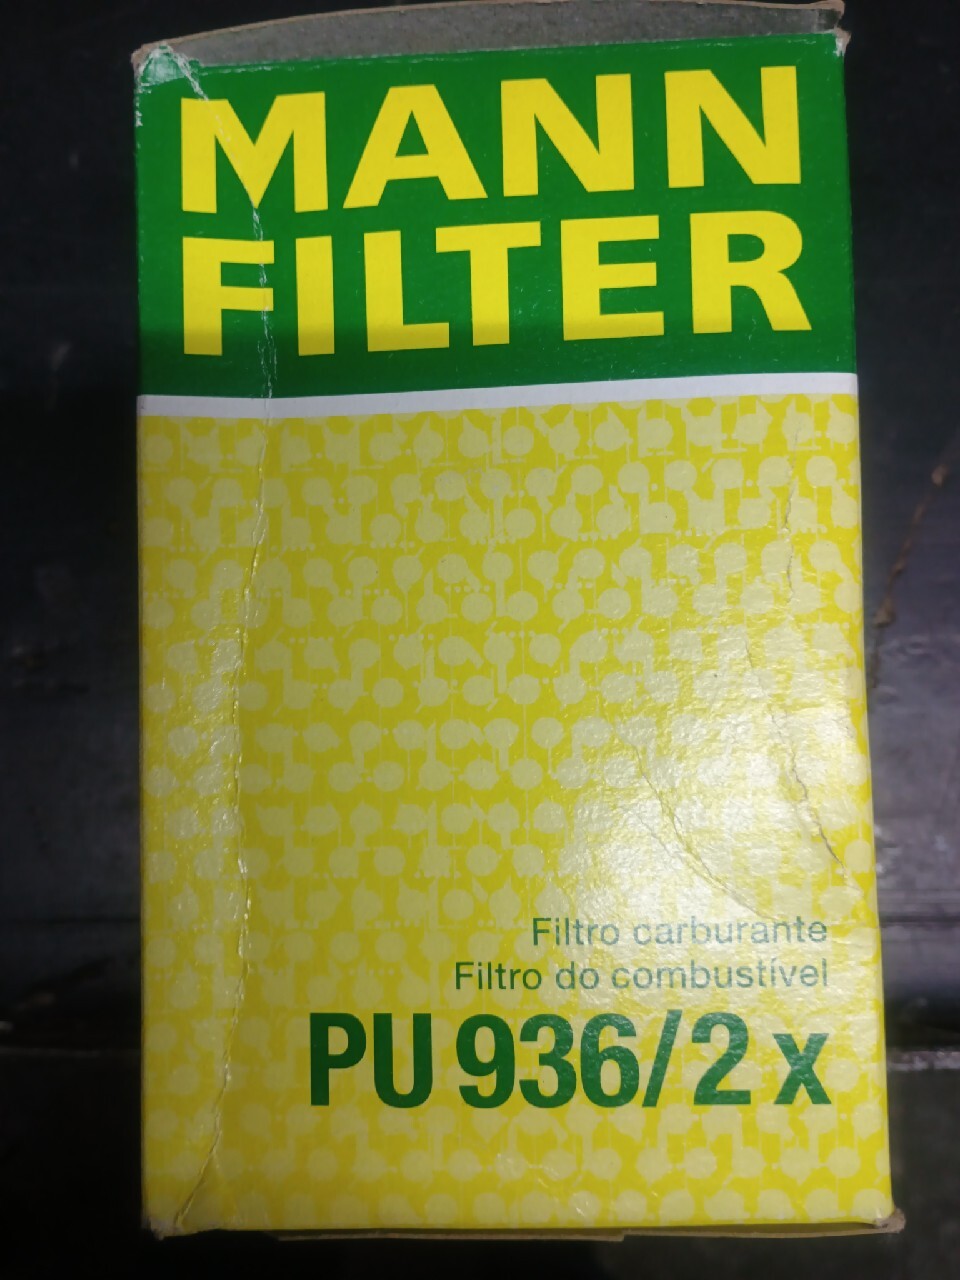 MANN
FILTER
Filtro carburante
Filtro do combustível
PU 936/2 x